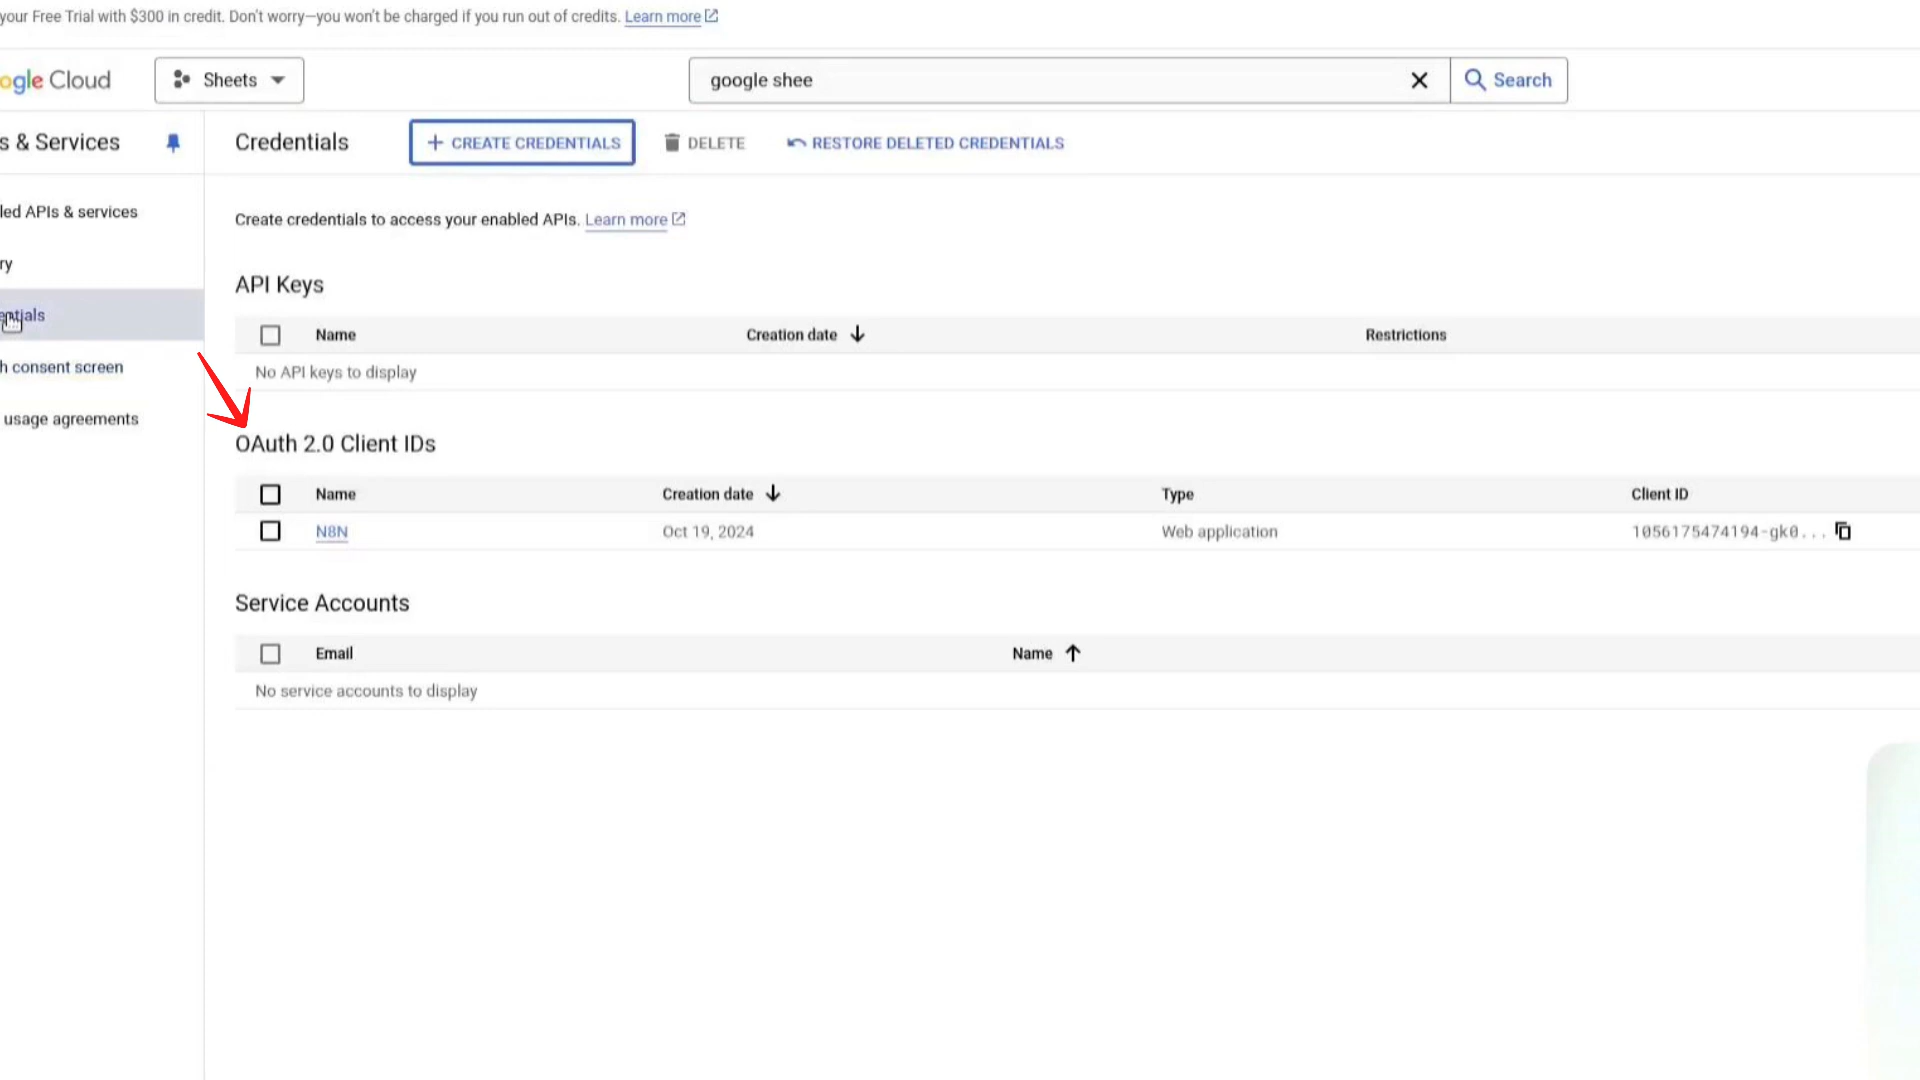 your Free Trial with $300 in credit. Don't worry—you won't be charged if you run out of credits. Learn more
ogle Cloud
Sheets
google shee
Search
s & Services
Credentials
CREATE CREDENTIALS
DELETE
RESTORE DELETED CREDENTIALS
led APIs & services
ry
entials
h consent screen
usage agreements
Create credentials to access your enabled APIs. Learn more
API Keys
Name Creation date Restrictions
No API keys to display
OAuth 2.0 Client IDs
Name Creation date Type Client ID
N8N Oct 19, 2024 Web application 1056175474194-gk0...
Service Accounts
Email Name
No service accounts to display